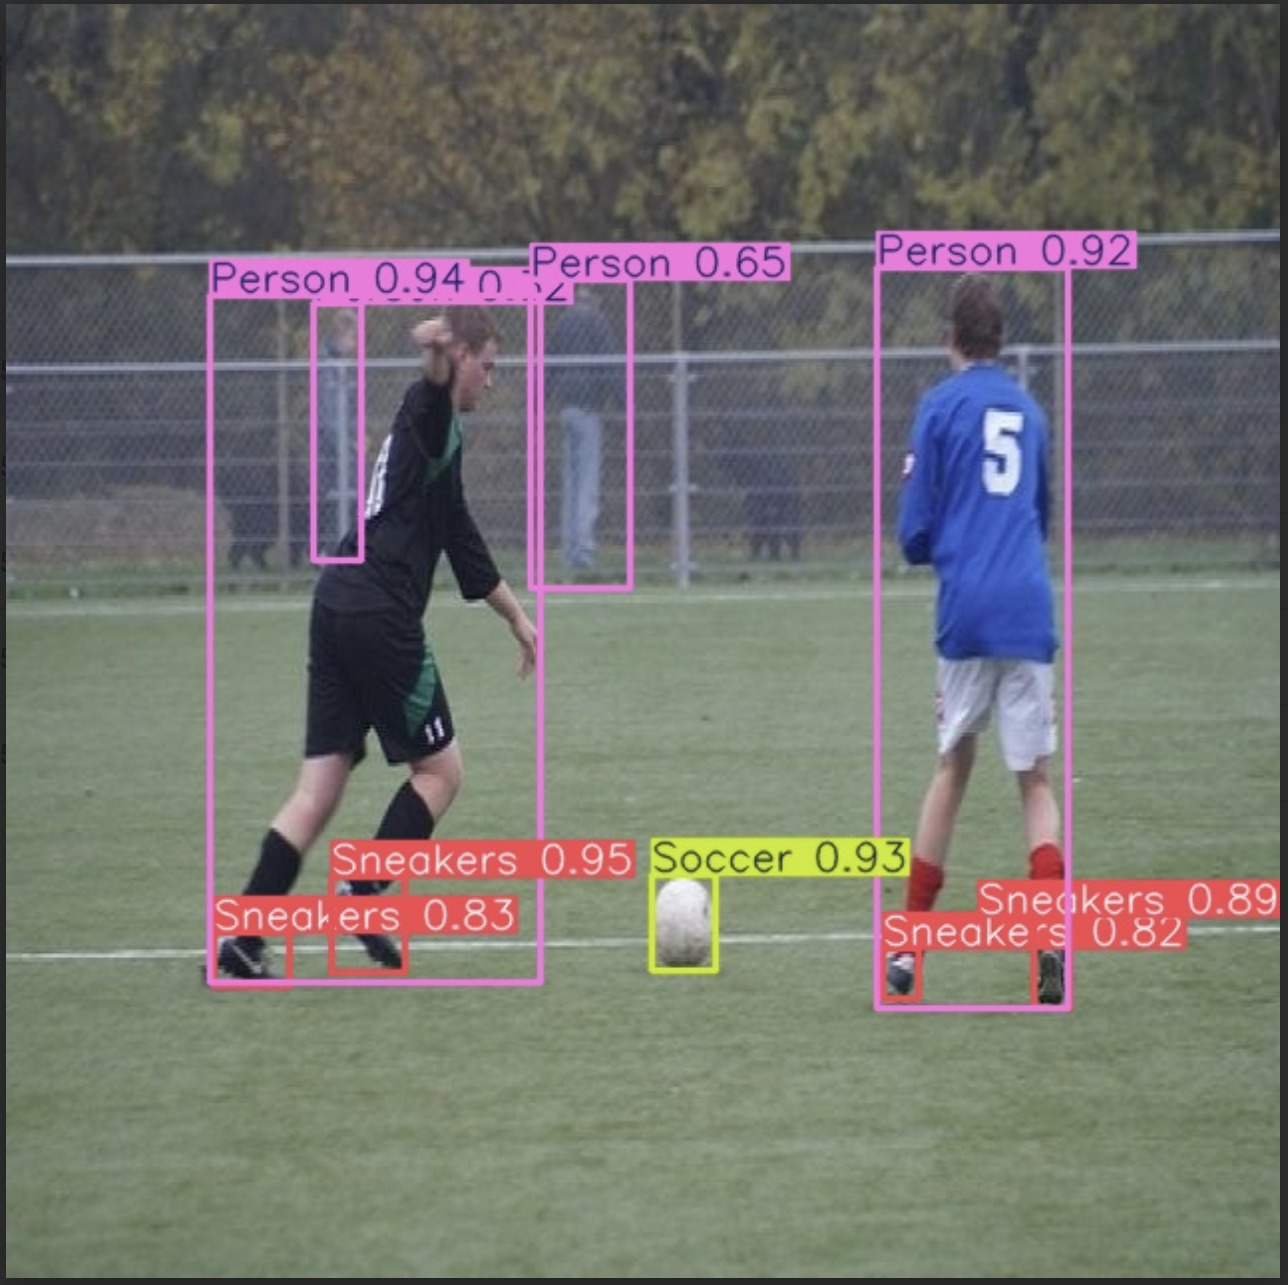 Person 0.92
Person 0.65
Person 0.94
5
11
Sneakers 0.95
Soccer 0.93
Sneakers 0.83
Sneakers 0.89
Sneakers 0.82